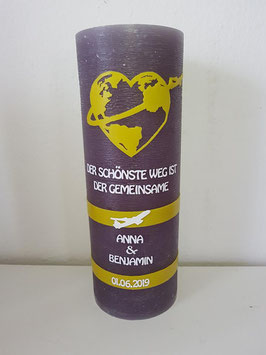 DER SCHÖNSTE WEG IST
DER GEMEINSAME
ANNA
&
BENJAMIN
01.06.2019